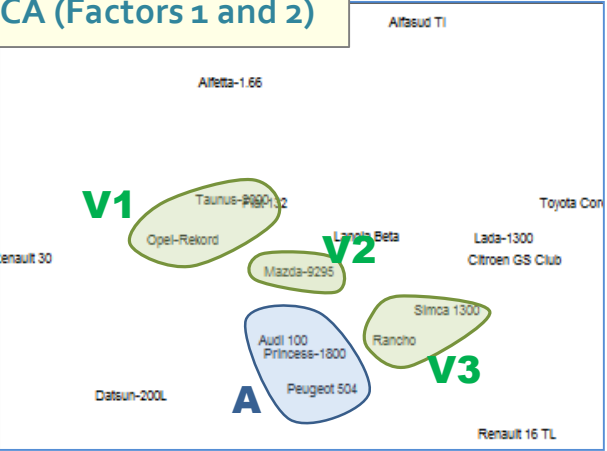 CA (Factors 1 and 2)
Alfasud TI
Alfetta-1.66
V1
Taunus-2000
Fiat-132
Toyota Cor
Opel-Rekord
Lancia Beta
Lada-1300
V2
enault 30
Citroen GS Club
Mazda-9295
Simca 1300
Audi 100
Rancho
Princess-1800
V3
Peugeot 504
A
Datsun-200L
Renault 16 TL